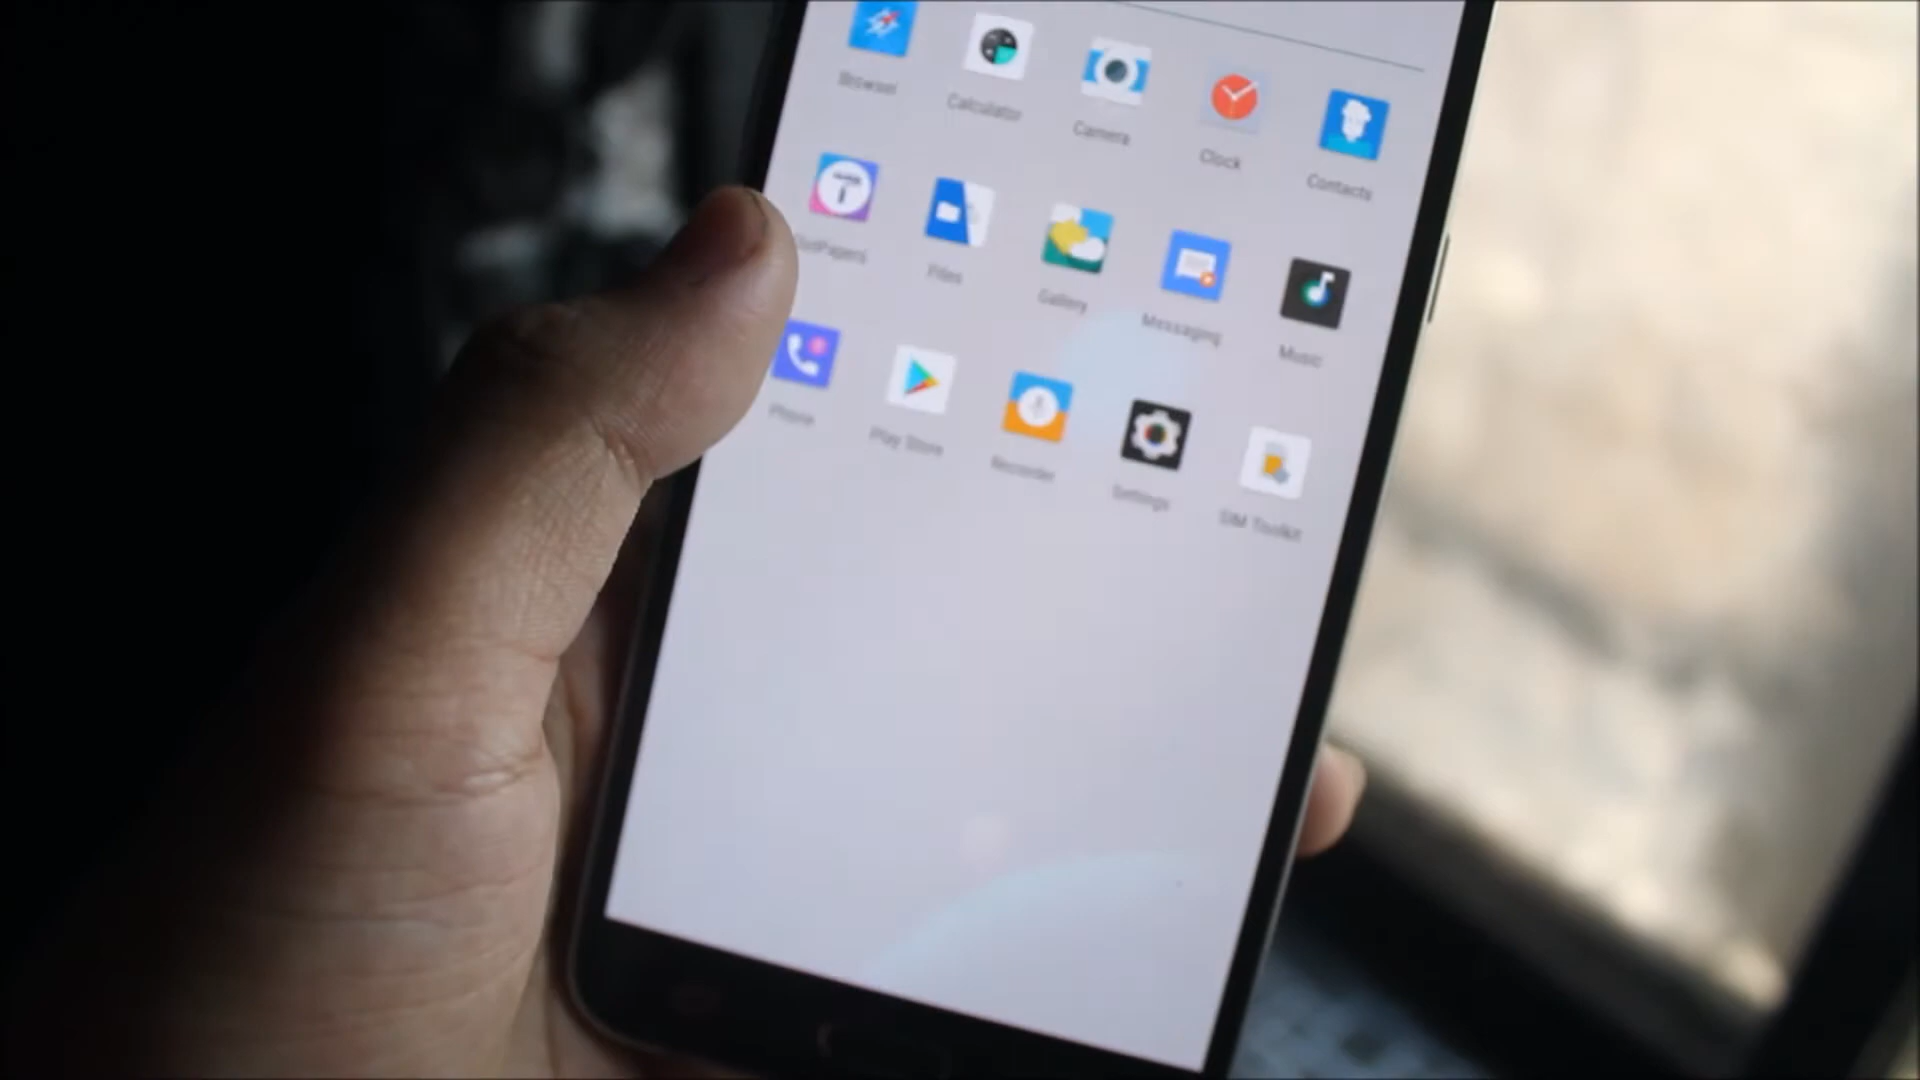 Browser Calculator Camera Clock Contacts
Files Gallery Messaging Music
Phone Play Store Recorder Settings SIM Toolkit